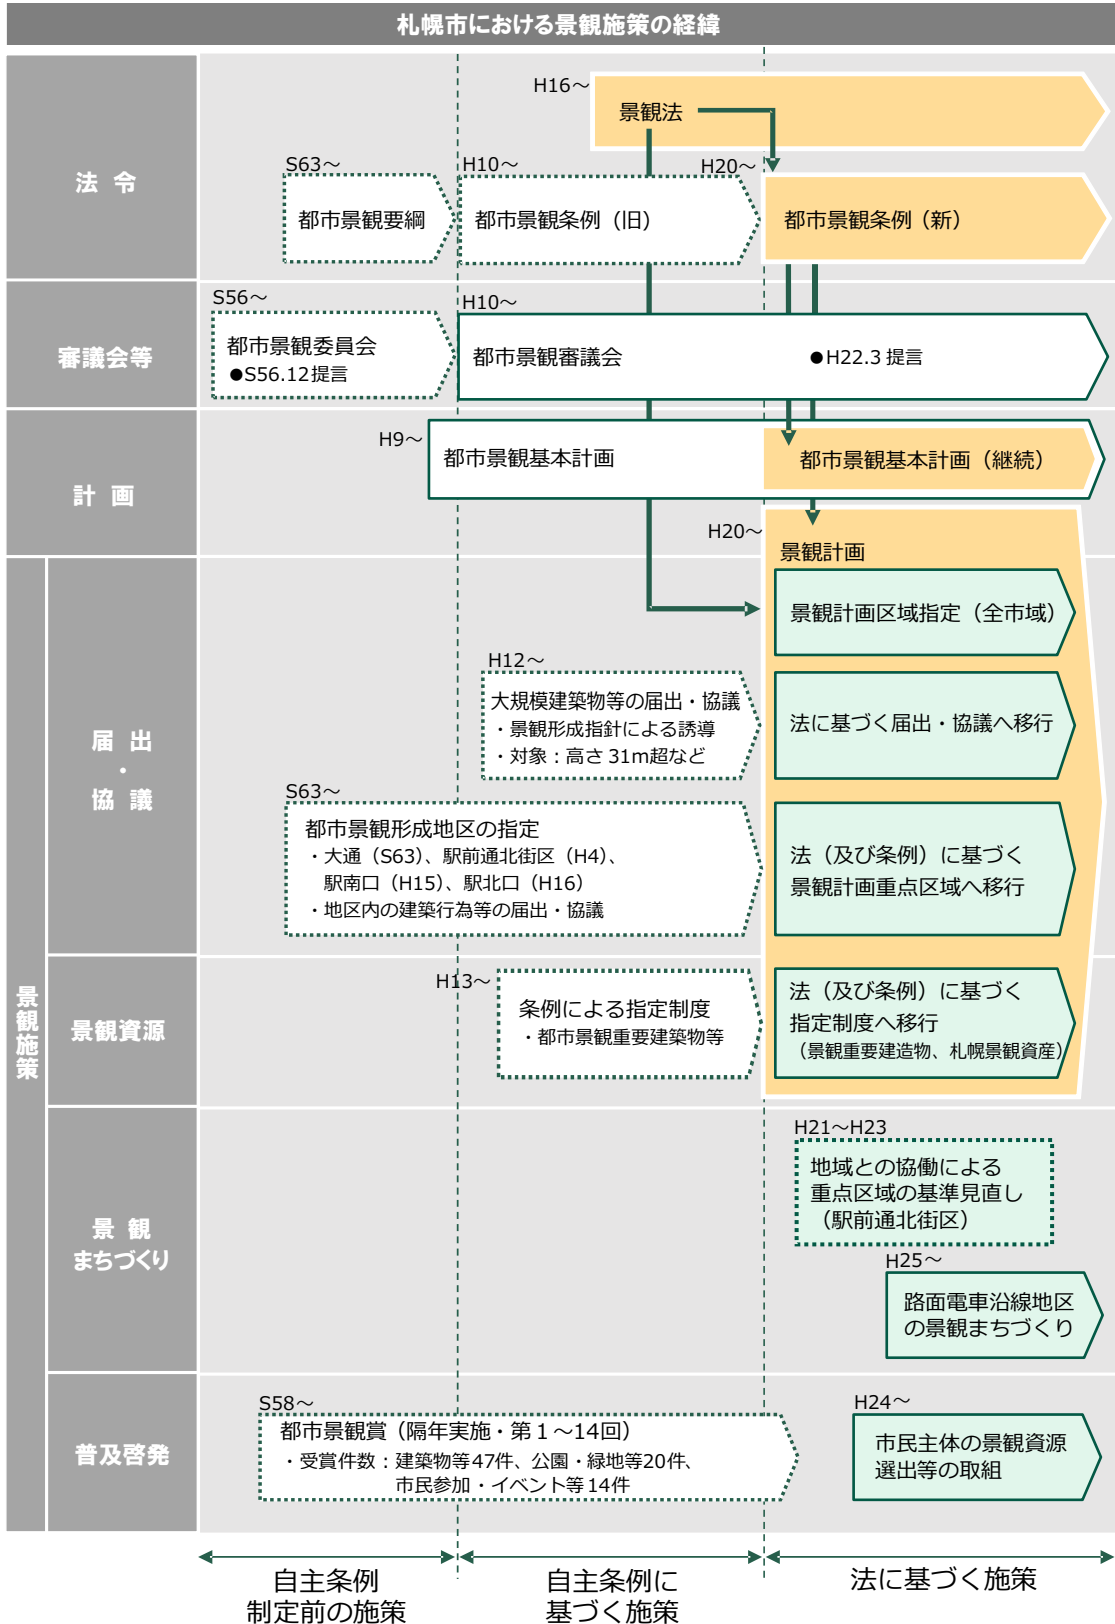 札幌市における景観施策の経緯
法 令
H16～
景観法
S63～
都市景観要綱
H10～
都市景観条例（旧）
H20～
都市景観条例（新）
審議会等
S56～
都市景観委員会
●S56.12提言
H10～
都市景観審議会
●H22.3 提言
計 画
H9～
都市景観基本計画
都市景観基本計画（継続）
H20～
景観計画
景観施策
届 出
・
協 議
景観計画区域指定（全市域）
H12～
大規模建築物等の届出・協議
・景観形成指針による誘導
・対象：高さ 31m超など
法に基づく届出・協議へ移行
S63～
都市景観形成地区の指定
・大通（S63）、駅前通北街区（H4）、
駅南口（H15）、駅北口（H16）
・地区内の建築行為等の届出・協議
法（及び条例）に基づく
景観計画重点区域へ移行
景観資源
H13～
条例による指定制度
・都市景観重要建築物等
法（及び条例）に基づく
指定制度へ移行
（景観重要建造物、札幌景観資産）
景 観
まちづくり
H21～H23
地域との協働による
重点区域の基準見直し
（駅前通北街区）
H25～
路面電車沿線地区
の景観まちづくり
普及啓発
S58～
都市景観賞（隔年実施・第１～14回）
・受賞件数：建築物等47件、公園・緑地等20件、
市民参加・イベント等14件
H24～
市民主体の景観資源
選出等の取組
自主条例
制定前の施策
自主条例に
基づく施策
法に基づく施策